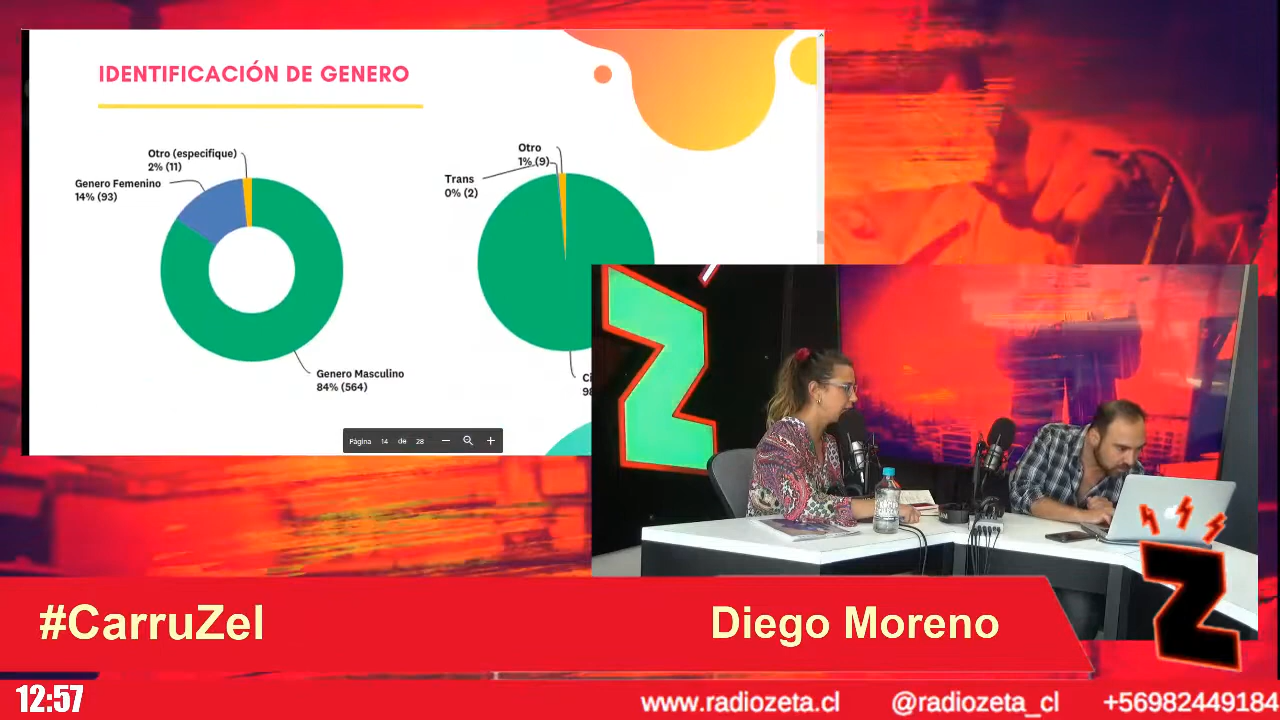 IDENTIFICACIÓN DE GENERO
Otro (especifique)
2% (11)
Genero Femenino
14% (93)
Genero Masculino
84% (564)
Otro
1% (9)
Trans
0% (2)
Página 14 de 28
Z
#CarruZel
Diego Moreno
Z
12:57
www.radiozeta.cl
@radiozeta_cl
+56982449184